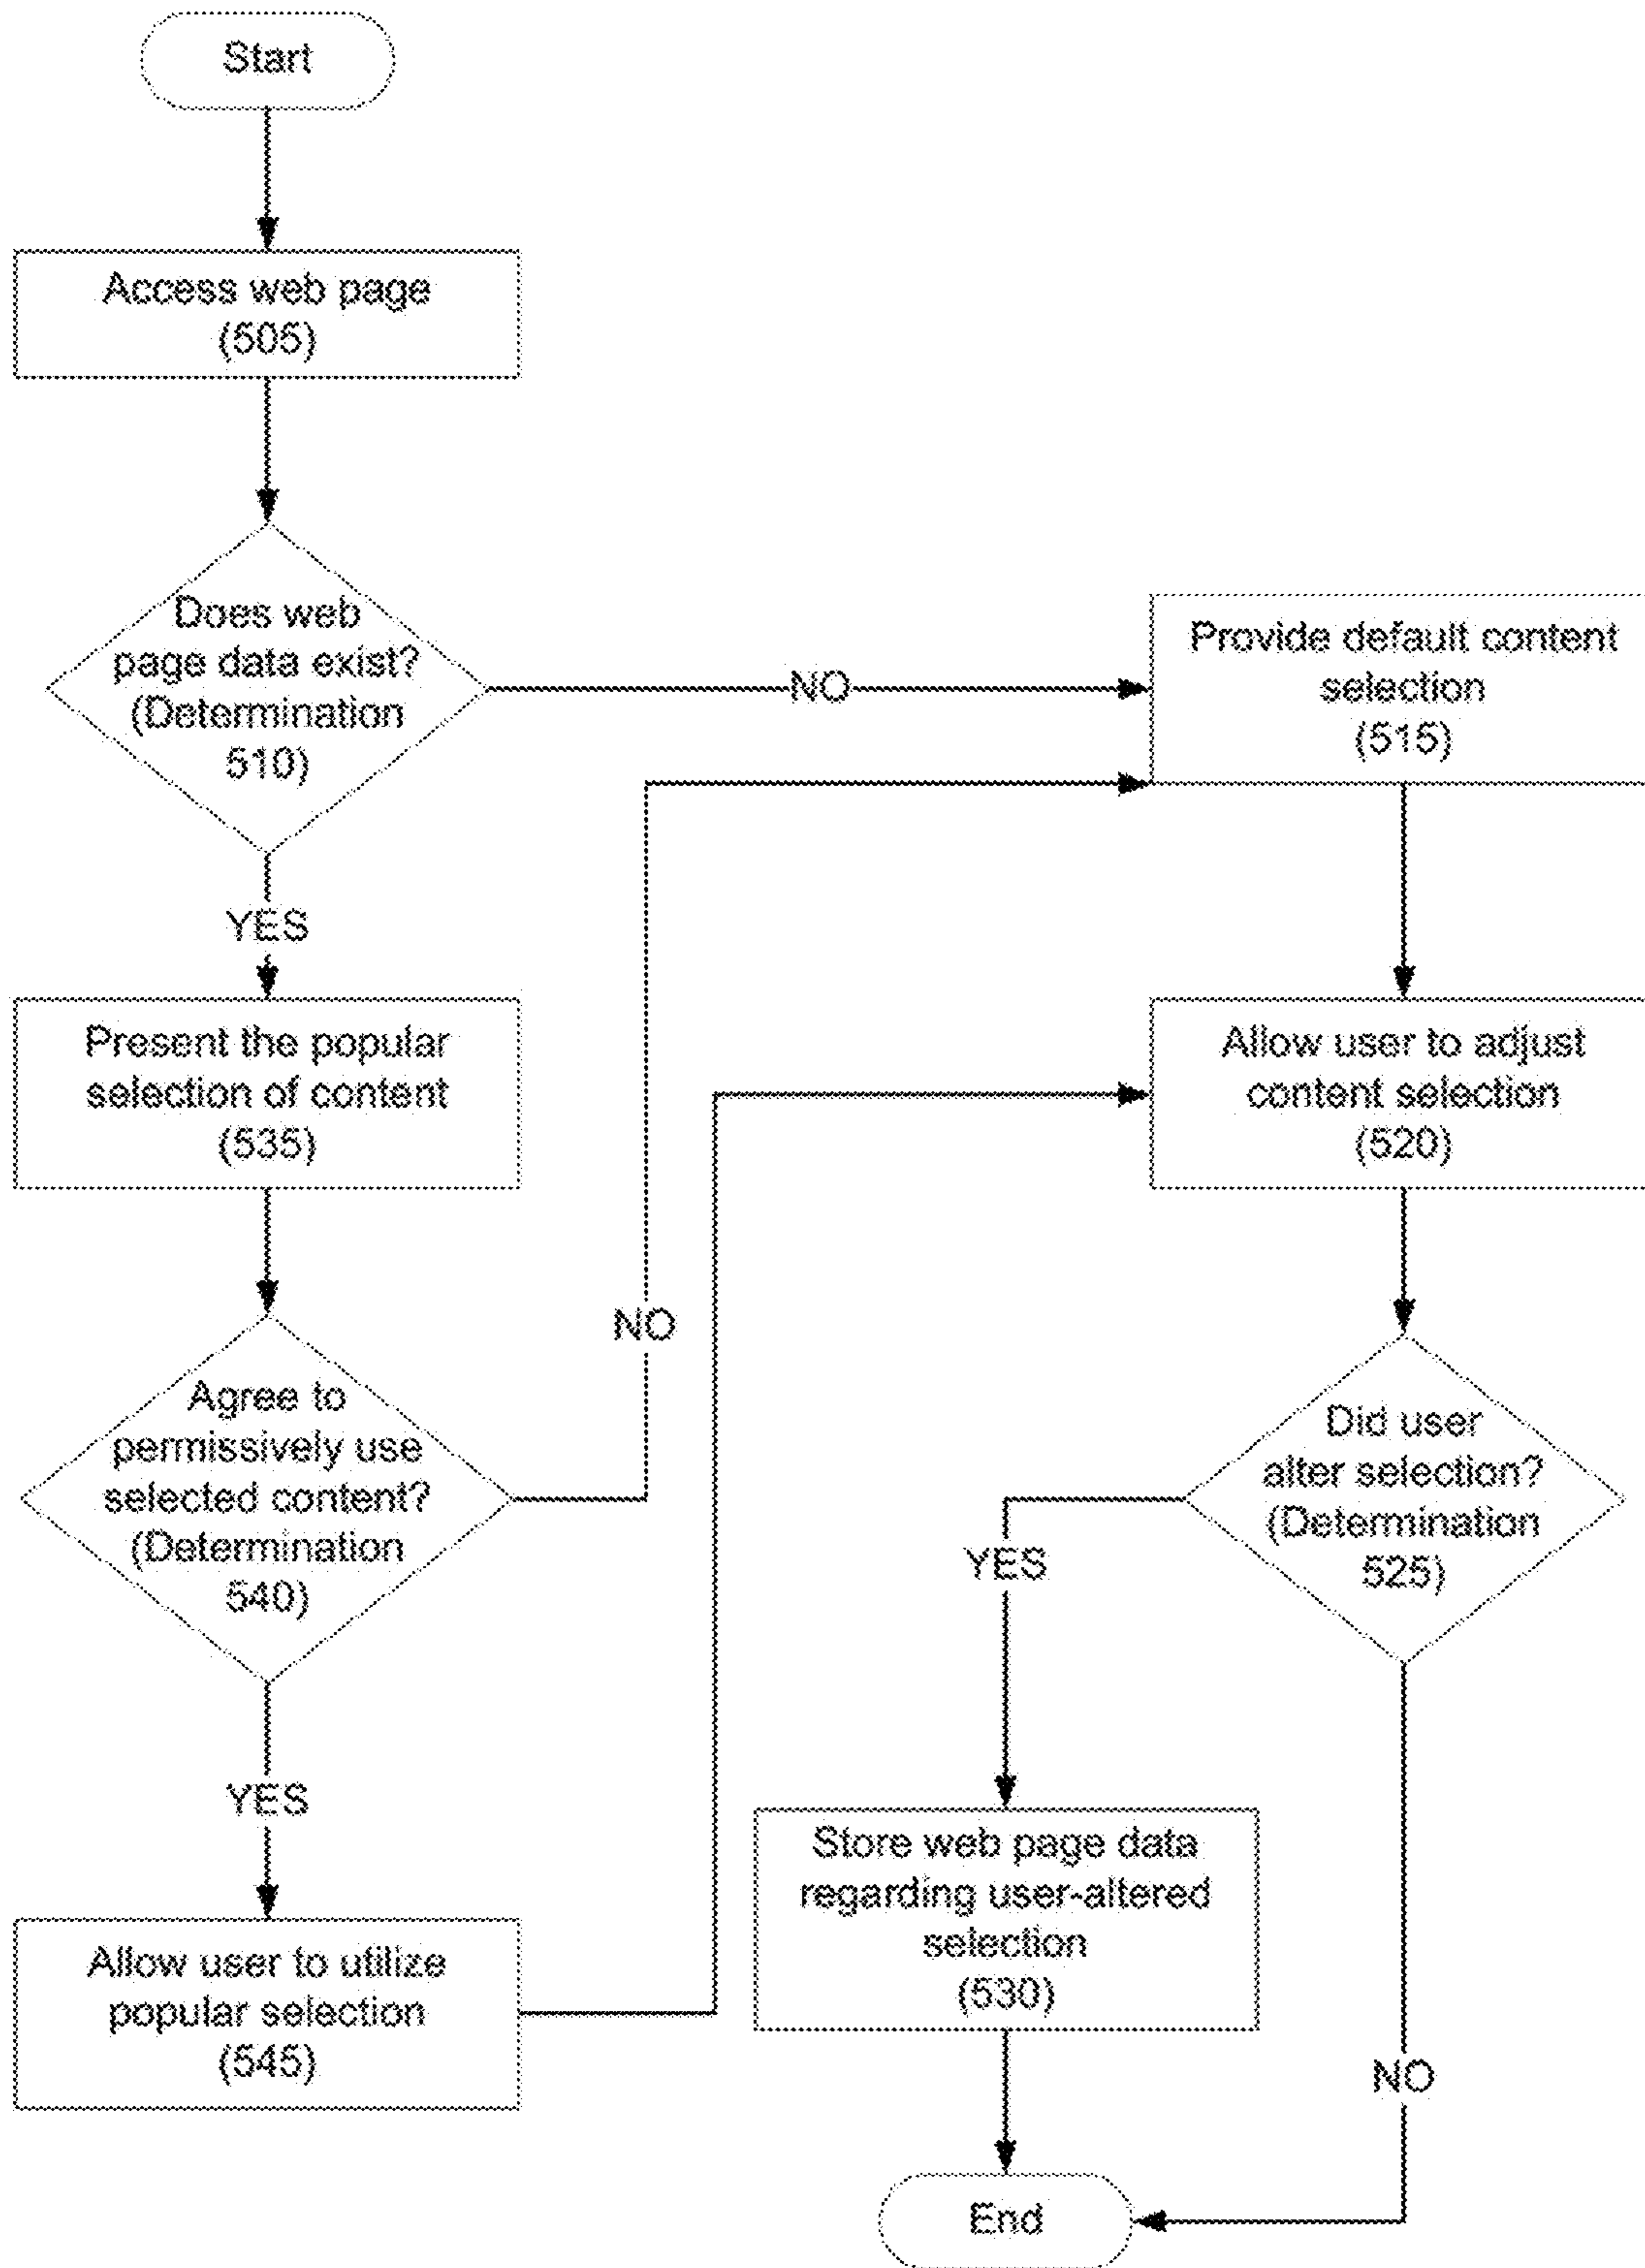 Start
Access web page
(505)
Does web
page data exist?
(Determination
510)
NO
Provide default content
selection
(515)
YES
Present the popular
selection of content
(535)
Allow user to adjust
content selection
(520)
NO
Agree to
permissively use
selected content?
(Determination
540)
Did user
alter selection?
(Determination
525)
YES
YES
Store web page data
regarding user-altered
selection
(530)
Allow user to utilize
popular selection
(545)
NO
End